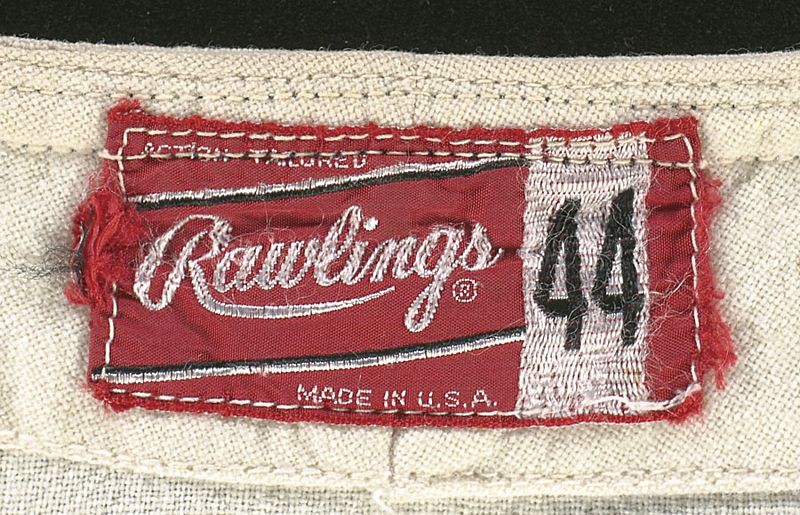 ACTION TAILORED
Rawlings ®
44
MADE IN U.S.A.